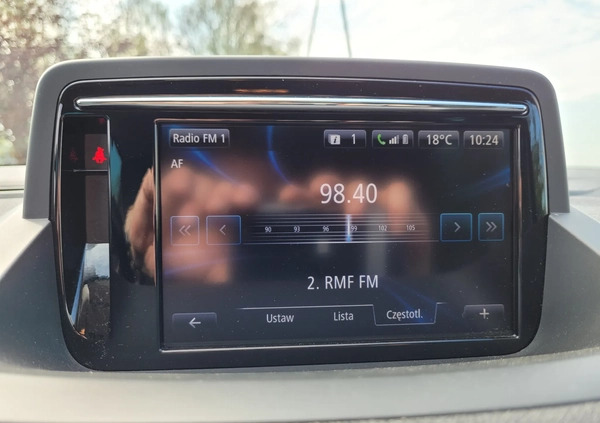 Radio FM 1
1
18°C
10:24
AF
98.40
90 93 96 99 102 105
2. RMF FM
Ustaw
Lista
Częstotl.
+